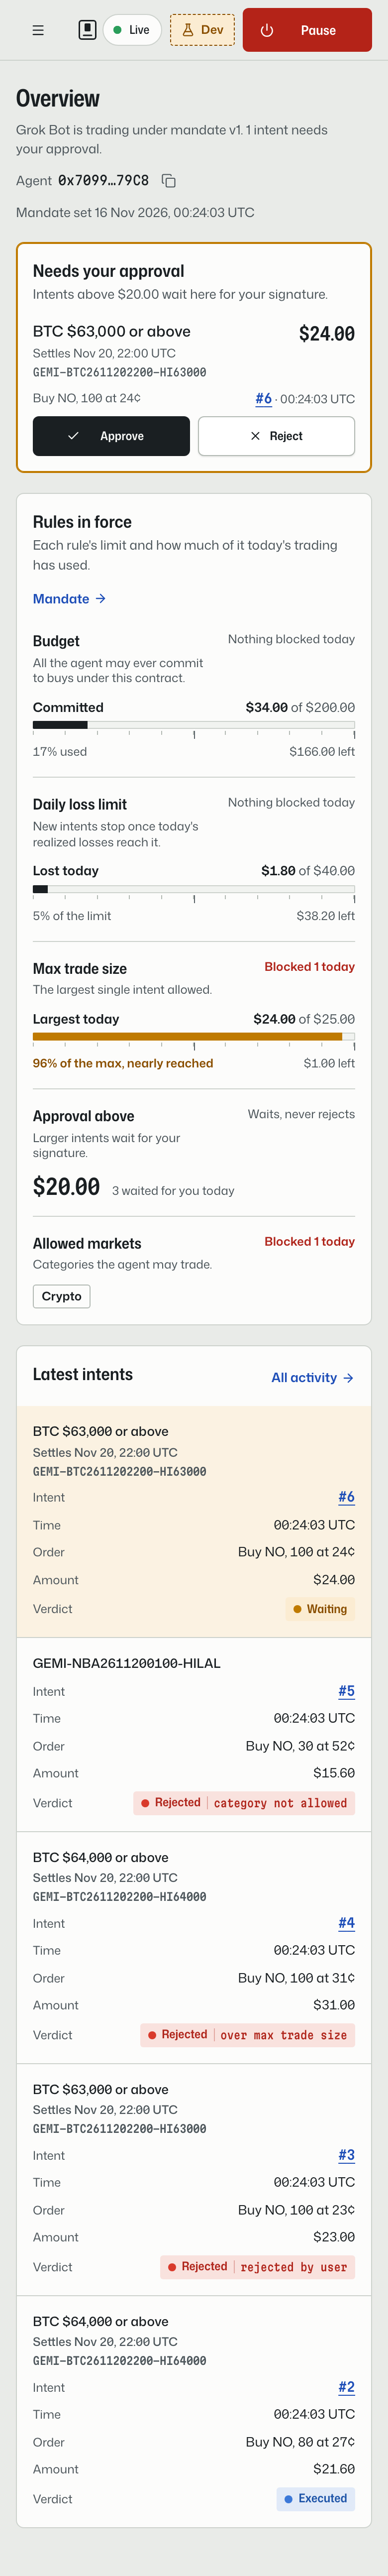 Live
Dev
Pause
Overview
Grok Bot is trading under mandate v1. 1 intent needs
your approval.
Agent 0x7099…79C8
Mandate set 16 Nov 2026, 00:24:03 UTC
Needs your approval
Intents above $20.00 wait here for your signature.
BTC $63,000 or above $24.00
Settles Nov 20, 22:00 UTC
GEMI-BTC2611202200-HI63000
Buy NO, 100 at 24¢ #6 · 00:24:03 UTC
Approve Reject
Rules in force
Each rule's limit and how much of it today's trading
has used.
Mandate →
Budget Nothing blocked today
All the agent may ever commit
to buys under this contract.
Committed $34.00 of $200.00
17% used $166.00 left
Daily loss limit Nothing blocked today
New intents stop once today's
realized losses reach it.
Lost today $1.80 of $40.00
5% of the limit $38.20 left
Max trade size Blocked 1 today
The largest single intent allowed.
Largest today $24.00 of $25.00
96% of the max, nearly reached $1.00 left
Approval above Waits, never rejects
Larger intents wait for your
signature.
$20.00 3 waited for you today
Allowed markets Blocked 1 today
Categories the agent may trade.
Crypto
Latest intents All activity →
BTC $63,000 or above
Settles Nov 20, 22:00 UTC
GEMI-BTC2611202200-HI63000
Intent #6
Time 00:24:03 UTC
Order Buy NO, 100 at 24¢
Amount $24.00
Verdict Waiting
GEMI-NBA2611200100-HILAL
Intent #5
Time 00:24:03 UTC
Order Buy NO, 30 at 52¢
Amount $15.60
Verdict Rejected category not allowed
BTC $64,000 or above
Settles Nov 20, 22:00 UTC
GEMI-BTC2611202200-HI64000
Intent #4
Time 00:24:03 UTC
Order Buy NO, 100 at 31¢
Amount $31.00
Verdict Rejected over max trade size
BTC $63,000 or above
Settles Nov 20, 22:00 UTC
GEMI-BTC2611202200-HI63000
Intent #3
Time 00:24:03 UTC
Order Buy NO, 100 at 23¢
Amount $23.00
Verdict Rejected rejected by user
BTC $64,000 or above
Settles Nov 20, 22:00 UTC
GEMI-BTC2611202200-HI64000
Intent #2
Time 00:24:03 UTC
Order Buy NO, 80 at 27¢
Amount $21.60
Verdict Executed